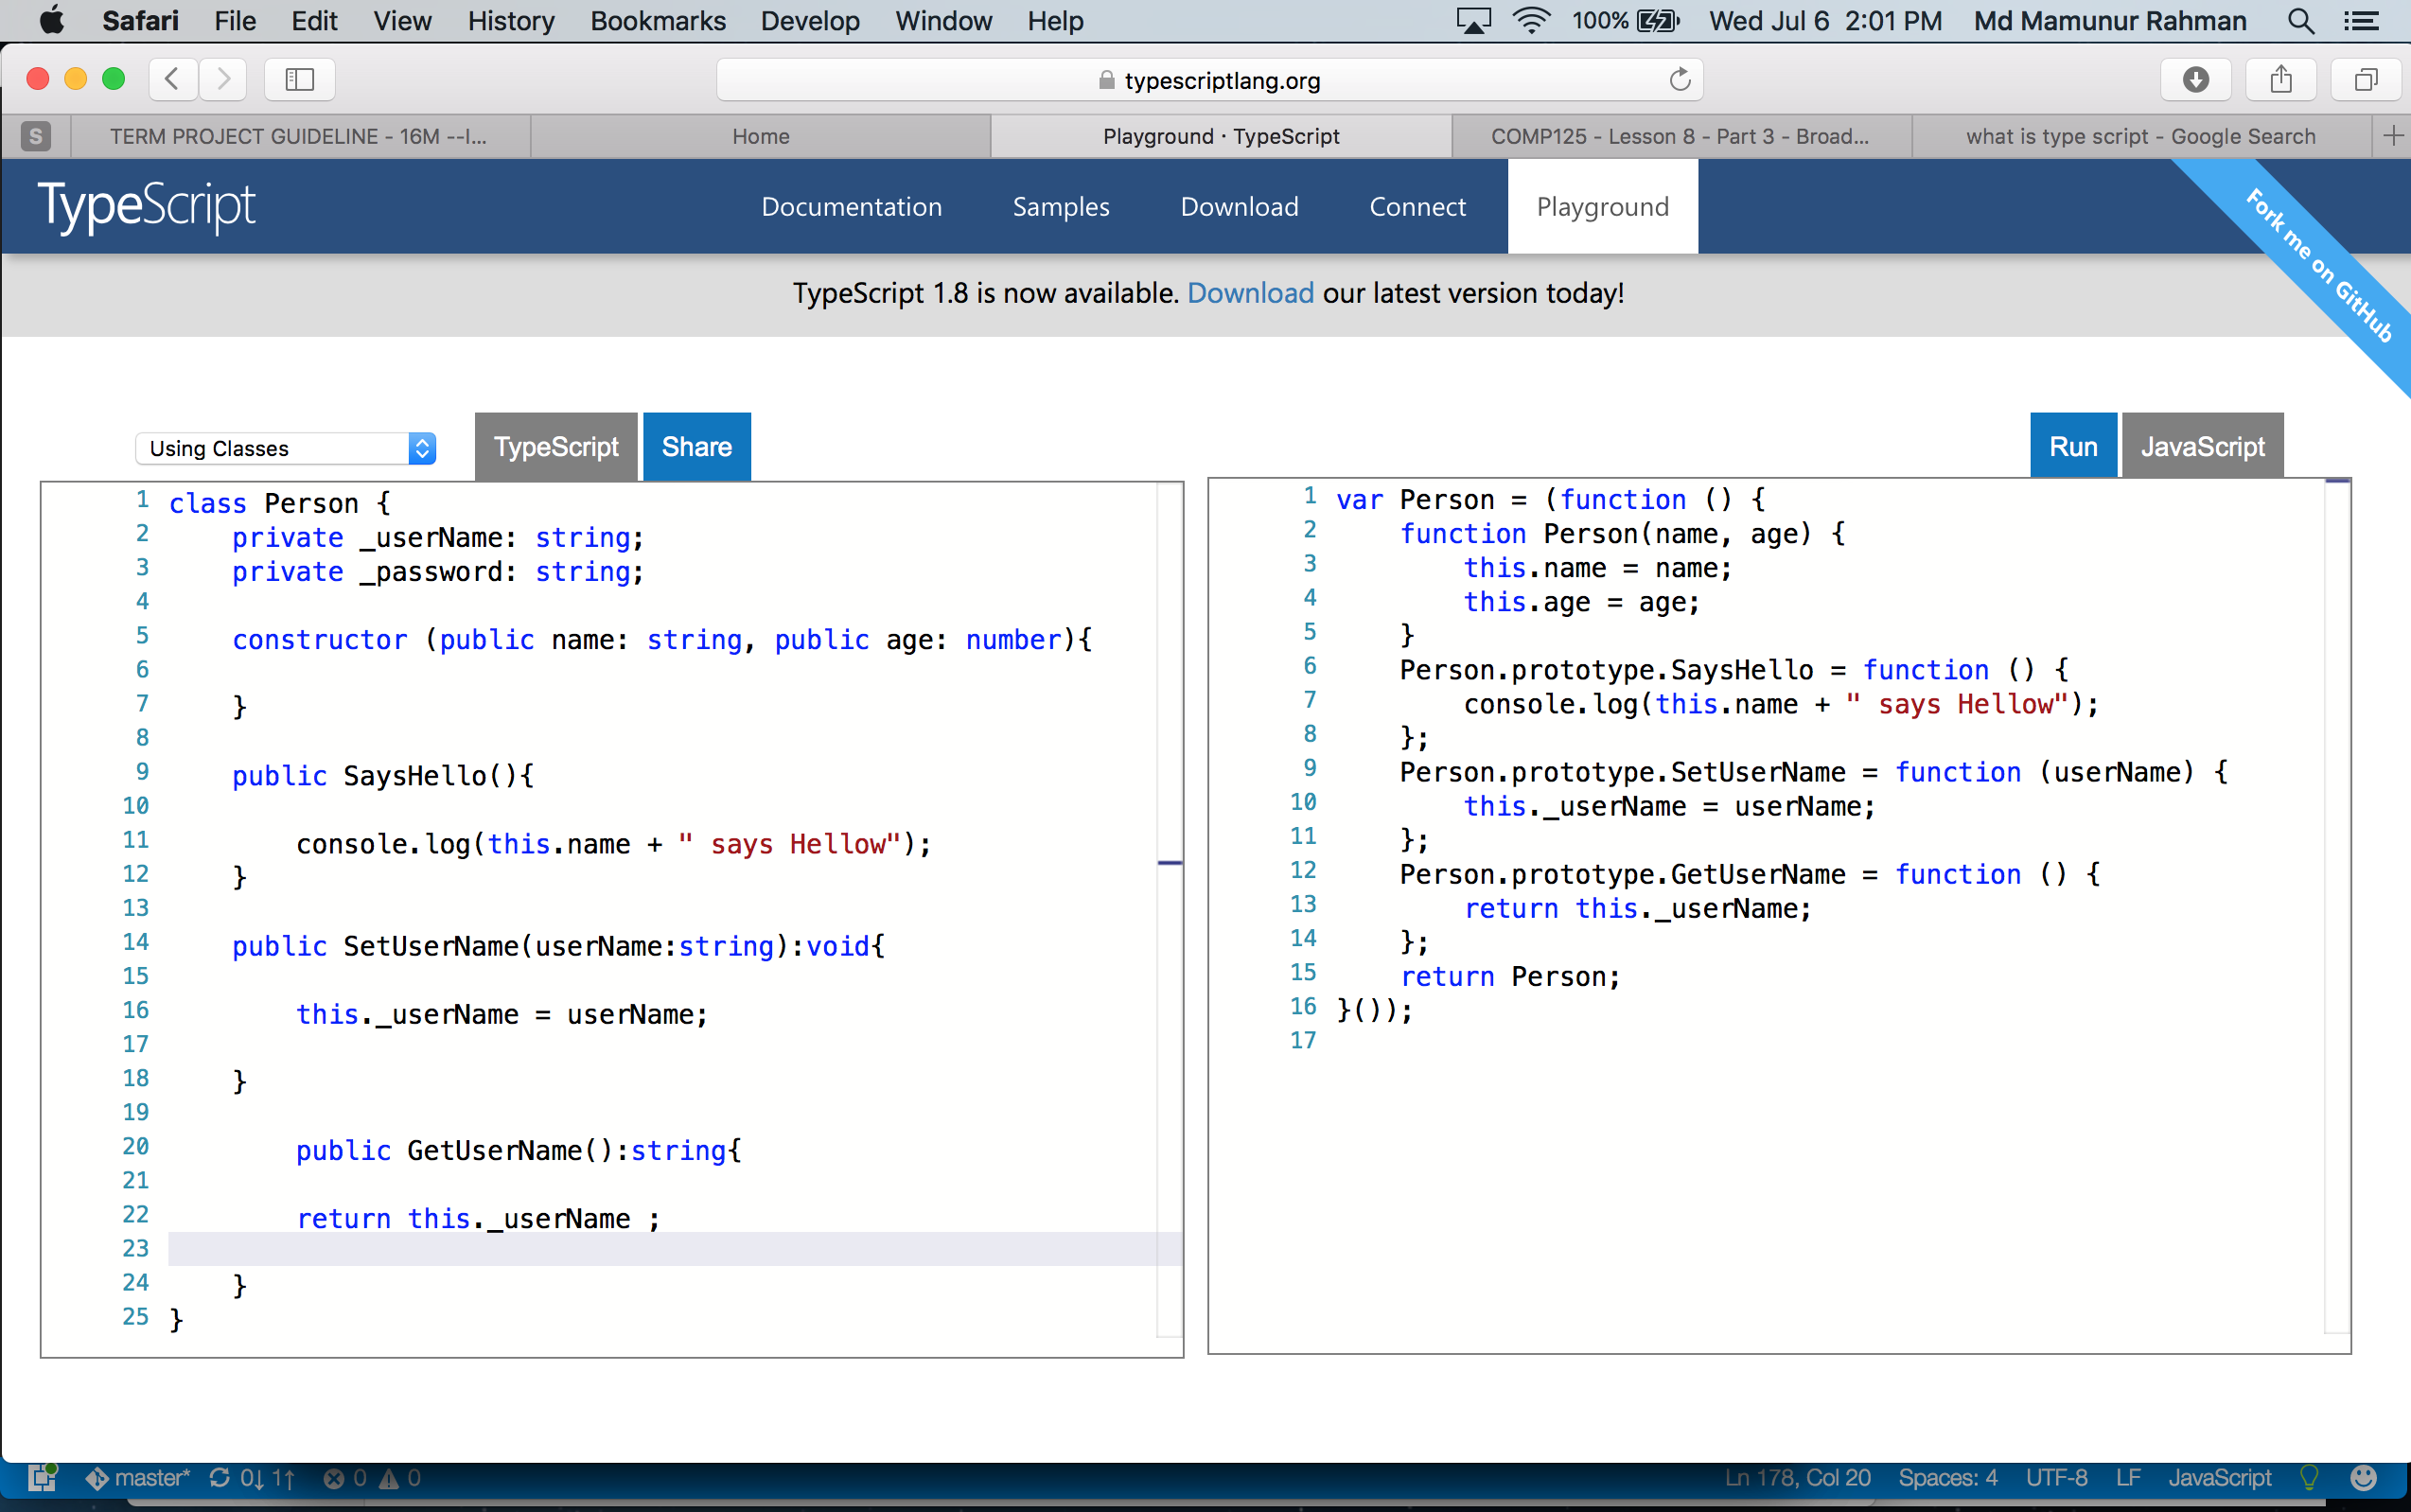 Safari File Edit View History Bookmarks Develop Window Help 100% Wed Jul 6 2:01 PM Md Mamunur Rahman
typescriptlang.org
S TERM PROJECT GUIDELINE - 16M --I... Home Playground · TypeScript COMP125 - Lesson 8 - Part 3 - Broad... what is type script - Google Search +
TypeScript Documentation Samples Download Connect Playground
Fork me on GitHub
TypeScript 1.8 is now available. Download our latest version today!
Using Classes TypeScript Share Run JavaScript
1 class Person {
2     private _userName: string;
3     private _password: string;
4
5     constructor (public name: string, public age: number){
6
7     }
8
9     public SaysHello(){
10
11         console.log(this.name + " says Hellow");
12     }
13
14     public SetUserName(userName:string):void{
15
16         this._userName = userName;
17
18     }
19
20         public GetUserName():string{
21
22         return this._userName ;
23
24     }
25 }
1 var Person = (function () {
2     function Person(name, age) {
3         this.name = name;
4         this.age = age;
5     }
6     Person.prototype.SaysHello = function () {
7         console.log(this.name + " says Hellow");
8     };
9     Person.prototype.SetUserName = function (userName) {
10         this._userName = userName;
11     };
12     Person.prototype.GetUserName = function () {
13         return this._userName;
14     };
15     return Person;
16 }());
17
master* 0↓ 1↑ 0 0 Ln 178, Col 20 Spaces: 4 UTF-8 LF JavaScript